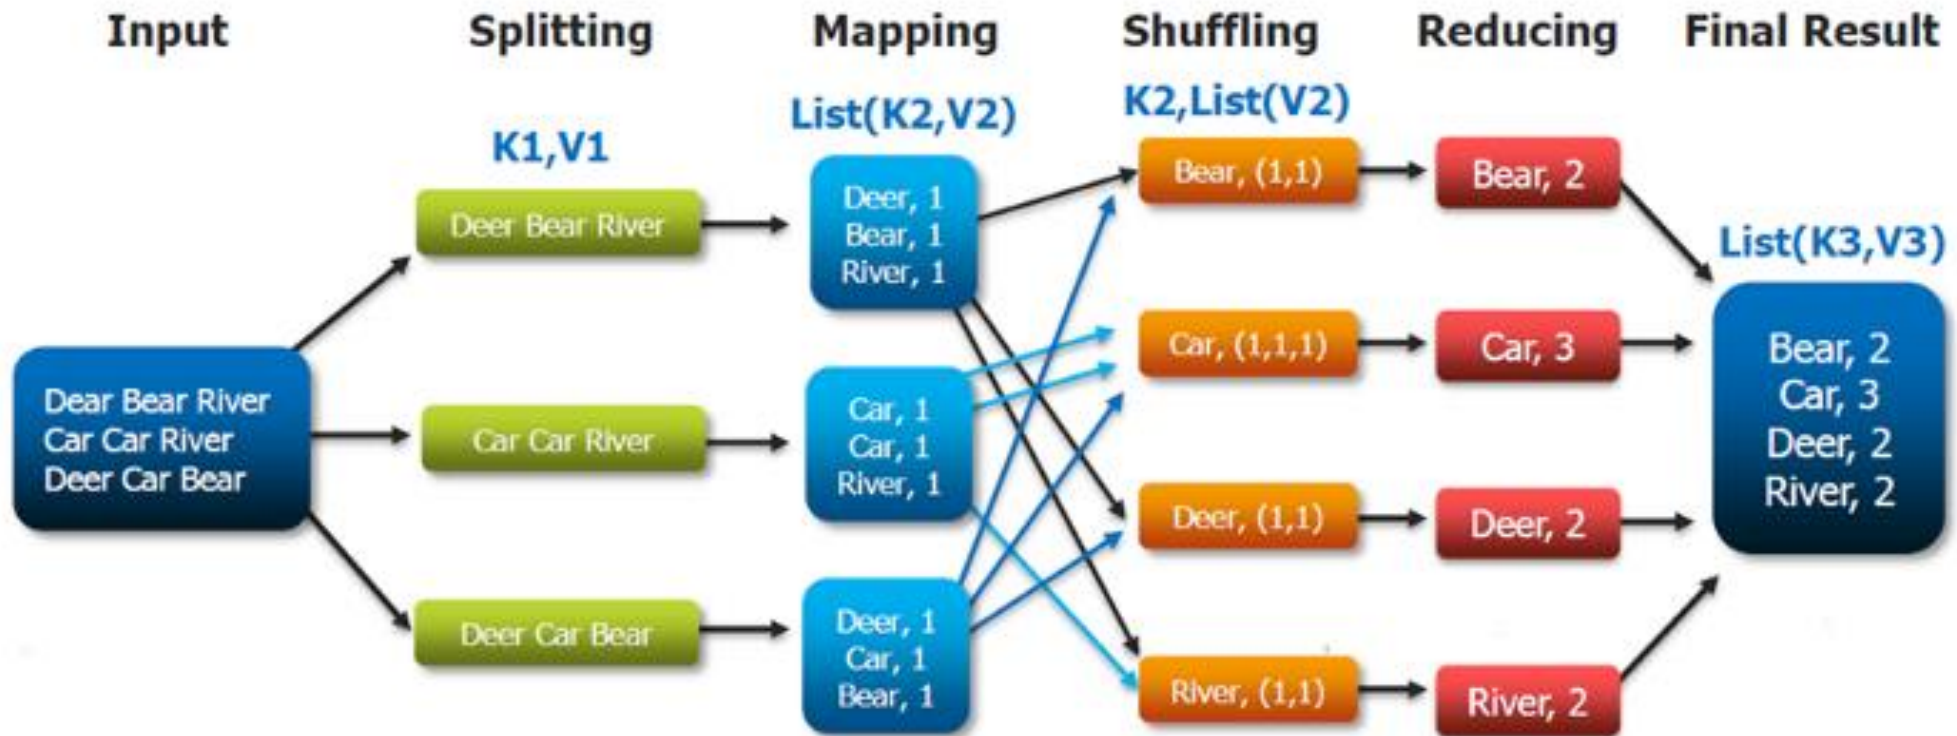 Input
Splitting
Mapping
Shuffling
Reducing
Final Result
K1,V1
List(K2,V2)
K2,List(V2)
List(K3,V3)
Dear Bear River
Car Car River
Deer Car Bear
Deer Bear River
Car Car River
Deer Car Bear
Deer, 1
Bear, 1
River, 1
Car, 1
Car, 1
River, 1
Deer, 1
Car, 1
Bear, 1
Bear, (1,1)
Car, (1,1,1)
Deer, (1,1)
River, (1,1)
Bear, 2
Car, 3
Deer, 2
River, 2
Bear, 2
Car, 3
Deer, 2
River, 2